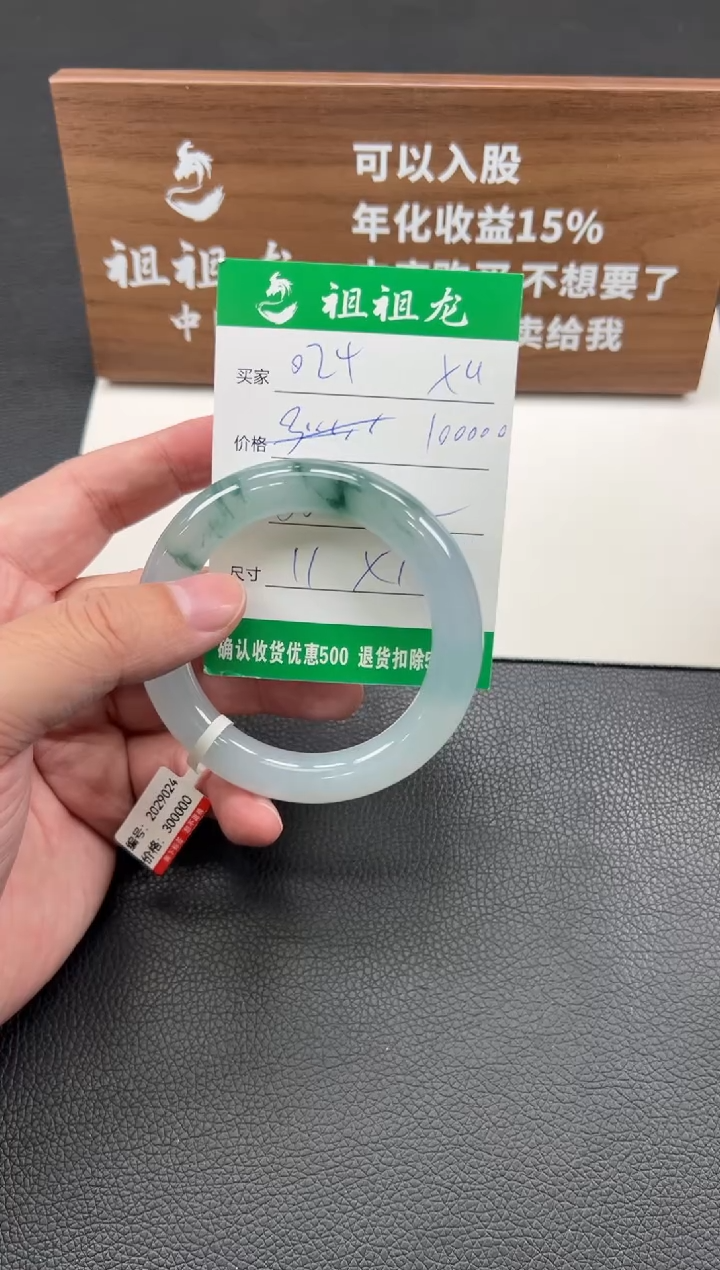 可以入股
年化收益15%
祖祖龙
不想要了
中
卖给我
祖祖龙
买家 024 X4
价格 100000
尺寸 11 X1
确认收货优惠500 退货扣除5
编号: 2029024
价格: 300000